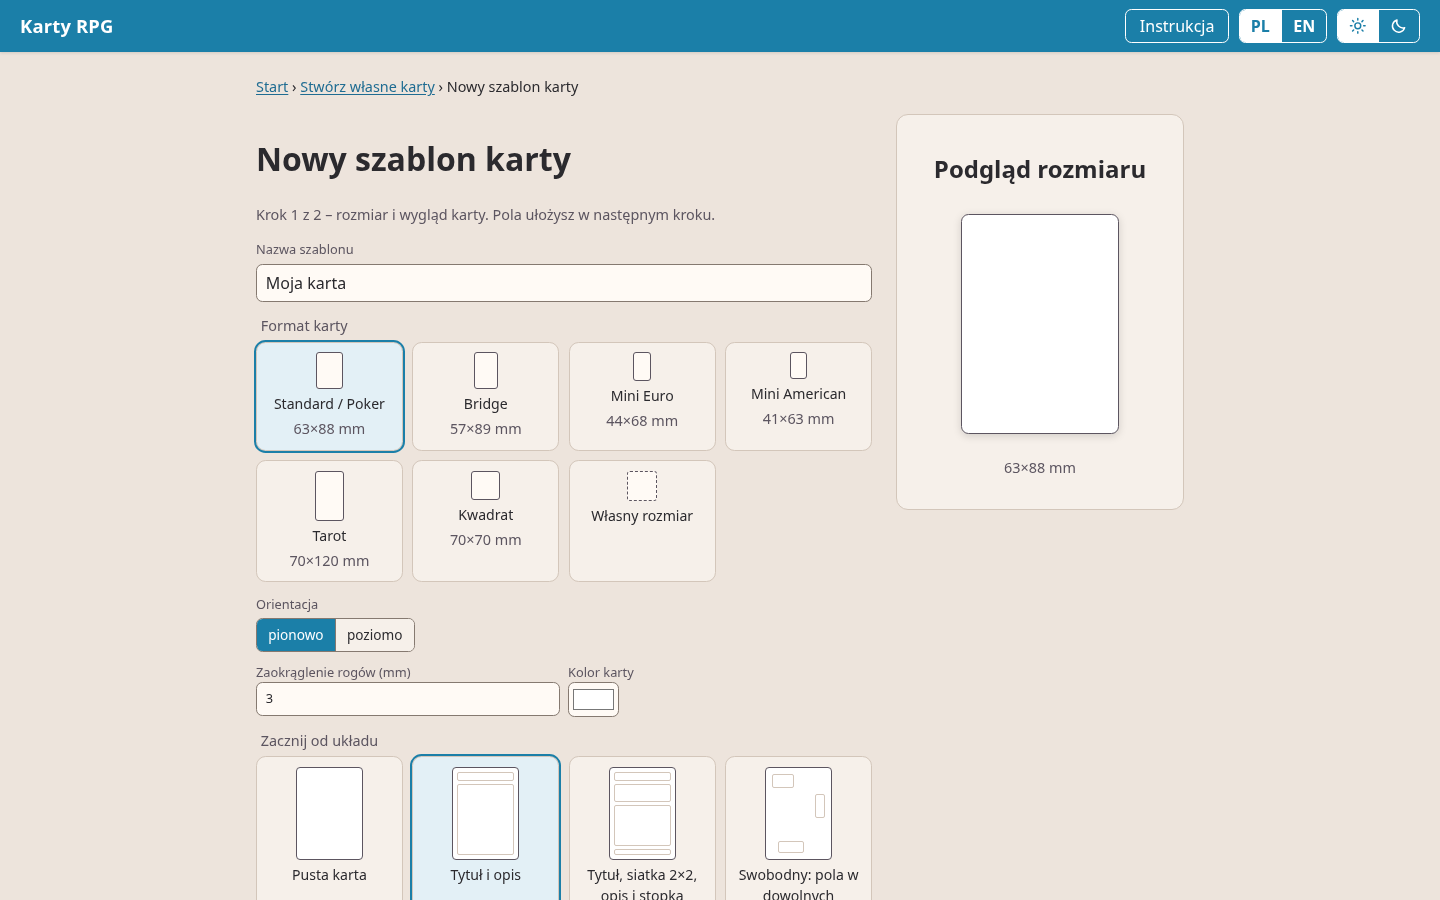 Karty RPG
Instrukcja
PL
EN
Start › Stwórz własne karty › Nowy szablon karty
Nowy szablon karty
Krok 1 z 2 – rozmiar i wygląd karty. Pola ułożysz w następnym kroku.
Nazwa szablonu
Moja karta
Format karty
Standard / Poker
63×88 mm
Bridge
57×89 mm
Mini Euro
44×68 mm
Mini American
41×63 mm
Tarot
70×120 mm
Kwadrat
70×70 mm
Własny rozmiar
Orientacja
pionowo
poziomo
Zaokrąglenie rogów (mm)
3
Kolor karty
Zacznij od układu
Pusta karta
Tytuł i opis
Tytuł, siatka 2×2,
opis i stopka
Swobodny: pola w
dowolnych
Podgląd rozmiaru
63×88 mm